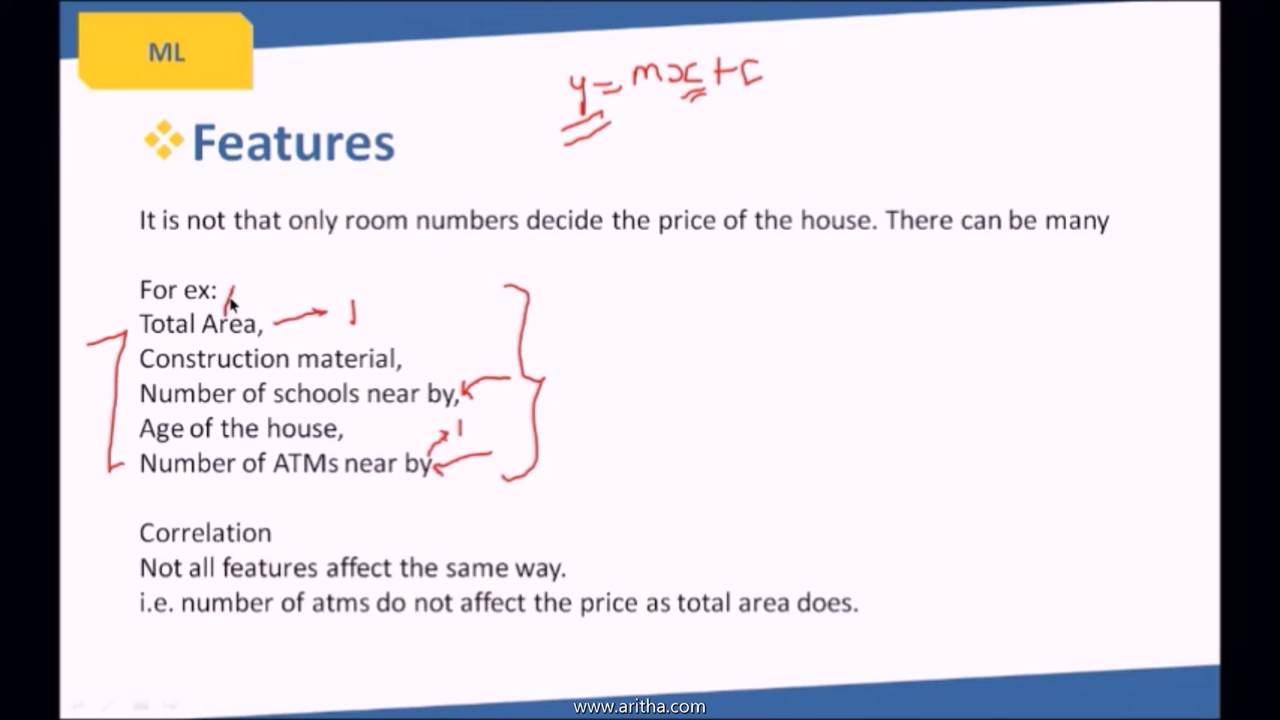 ML
y = mx + c
Features
It is not that only room numbers decide the price of the house. There can be many
For ex:
Total Area, 1
Construction material,
Number of schools near by,
Age of the house,
1
Number of ATMs near by
Correlation
Not all features affect the same way.
i.e. number of atms do not affect the price as total area does.
www.aritha.com